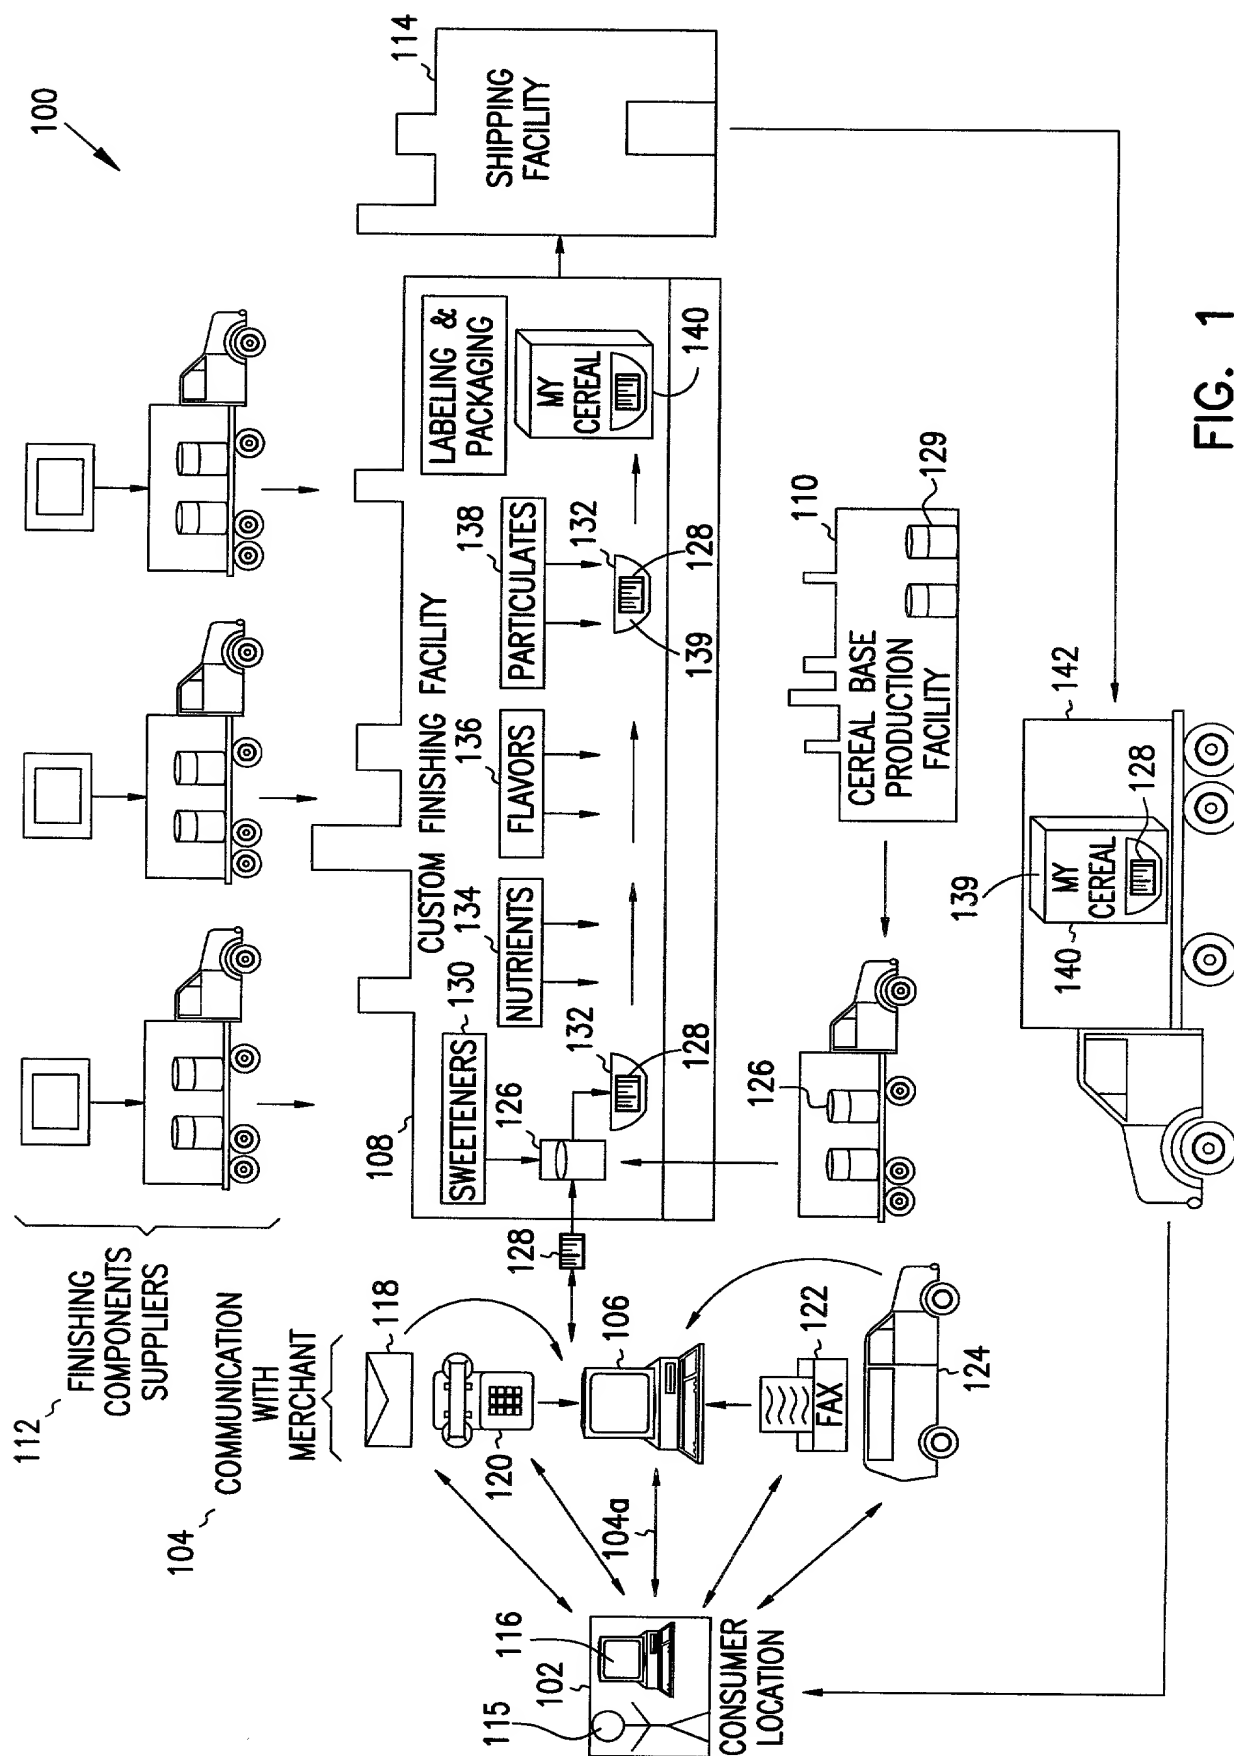 100
112
FINISHING
COMPONENTS
SUPPLIERS
104
COMMUNICATION
WITH
MERCHANT
118
120
106
122
FAX
124
104a
102
116
115
CONSUMER
LOCATION
128
108
CUSTOM FINISHING FACILITY
SWEETENERS
130
126
132
128
134
NUTRIENTS
136
FLAVORS
138
PARTICULATES
132
128
139
LABELING &
PACKAGING
MY
CEREAL
140
114
SHIPPING
FACILITY
126
110
CEREAL BASE
PRODUCTION
FACILITY
129
142
139
MY
CEREAL
140
128
FIG. 1